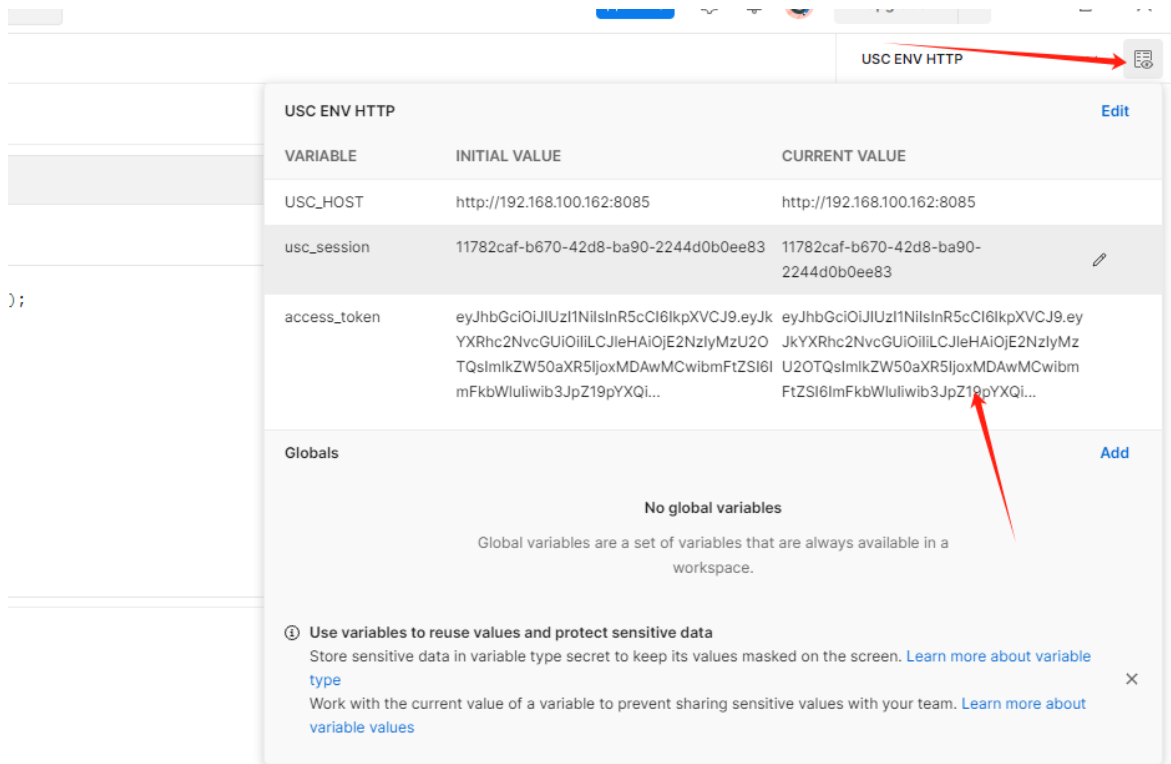 USC ENV HTTP
USC ENV HTTP
Edit
VARIABLE INITIAL VALUE CURRENT VALUE
USC_HOST http://192.168.100.162:8085 http://192.168.100.162:8085
usc_session 11782caf-b670-42d8-ba90-2244d0b0ee83 11782caf-b670-42d8-ba90-
2244d0b0ee83
);
access_token eyJhbGciOiJIUzI1NiIsInR5cCI6IkpXVCJ9.eyJk eyJhbGciOiJIUzI1NiIsInR5cCI6IkpXVCJ9.ey
YXRhc2NvcGUiOiIiLCJleHAiOjE2NzIyMzU2O JkYXRhc2NvcGUiOiIiLCJleHAiOjE2NzIyMz
TQsImlkZW50aXR5IjoxMDAwMCwibmFtZSI6I U2OTQsImlkZW50aXR5IjoxMDAwMCwibm
mFkbWluIiwib3JpZ19pYXQi... FtZSI6ImFkbWluIiwib3JpZ19pYXQi...
Globals
Add
No global variables
Global variables are a set of variables that are always available in a
workspace.
Use variables to reuse values and protect sensitive data
Store sensitive data in variable type secret to keep its values masked on the screen. Learn more about variable
type
Work with the current value of a variable to prevent sharing sensitive values with your team. Learn more about
variable values